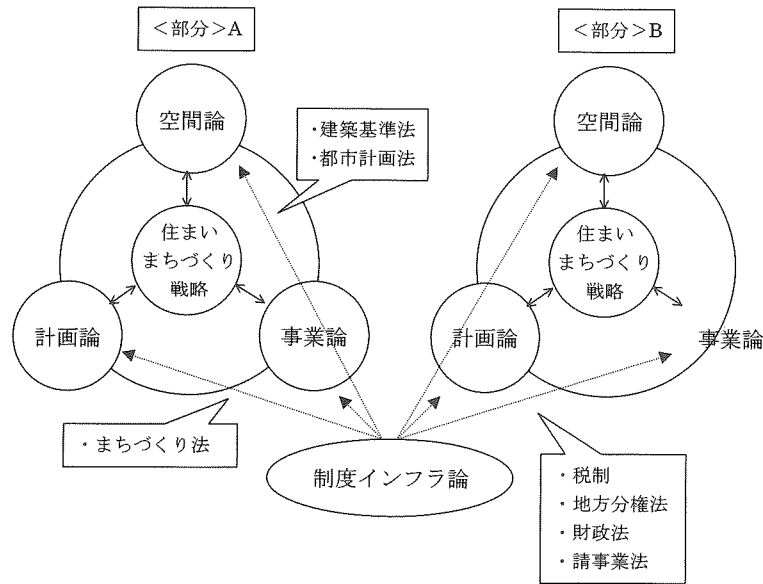 <部分>A
<部分>B
空間論
空間論
・建築基準法
・都市計画法
住まい
まちづくり
戦略
住まい
まちづくり
戦略
計画論
事業論
計画論
事業論
・まちづくり法
制度インフラ論
・税制
・地方分権法
・財政法
・請事業法